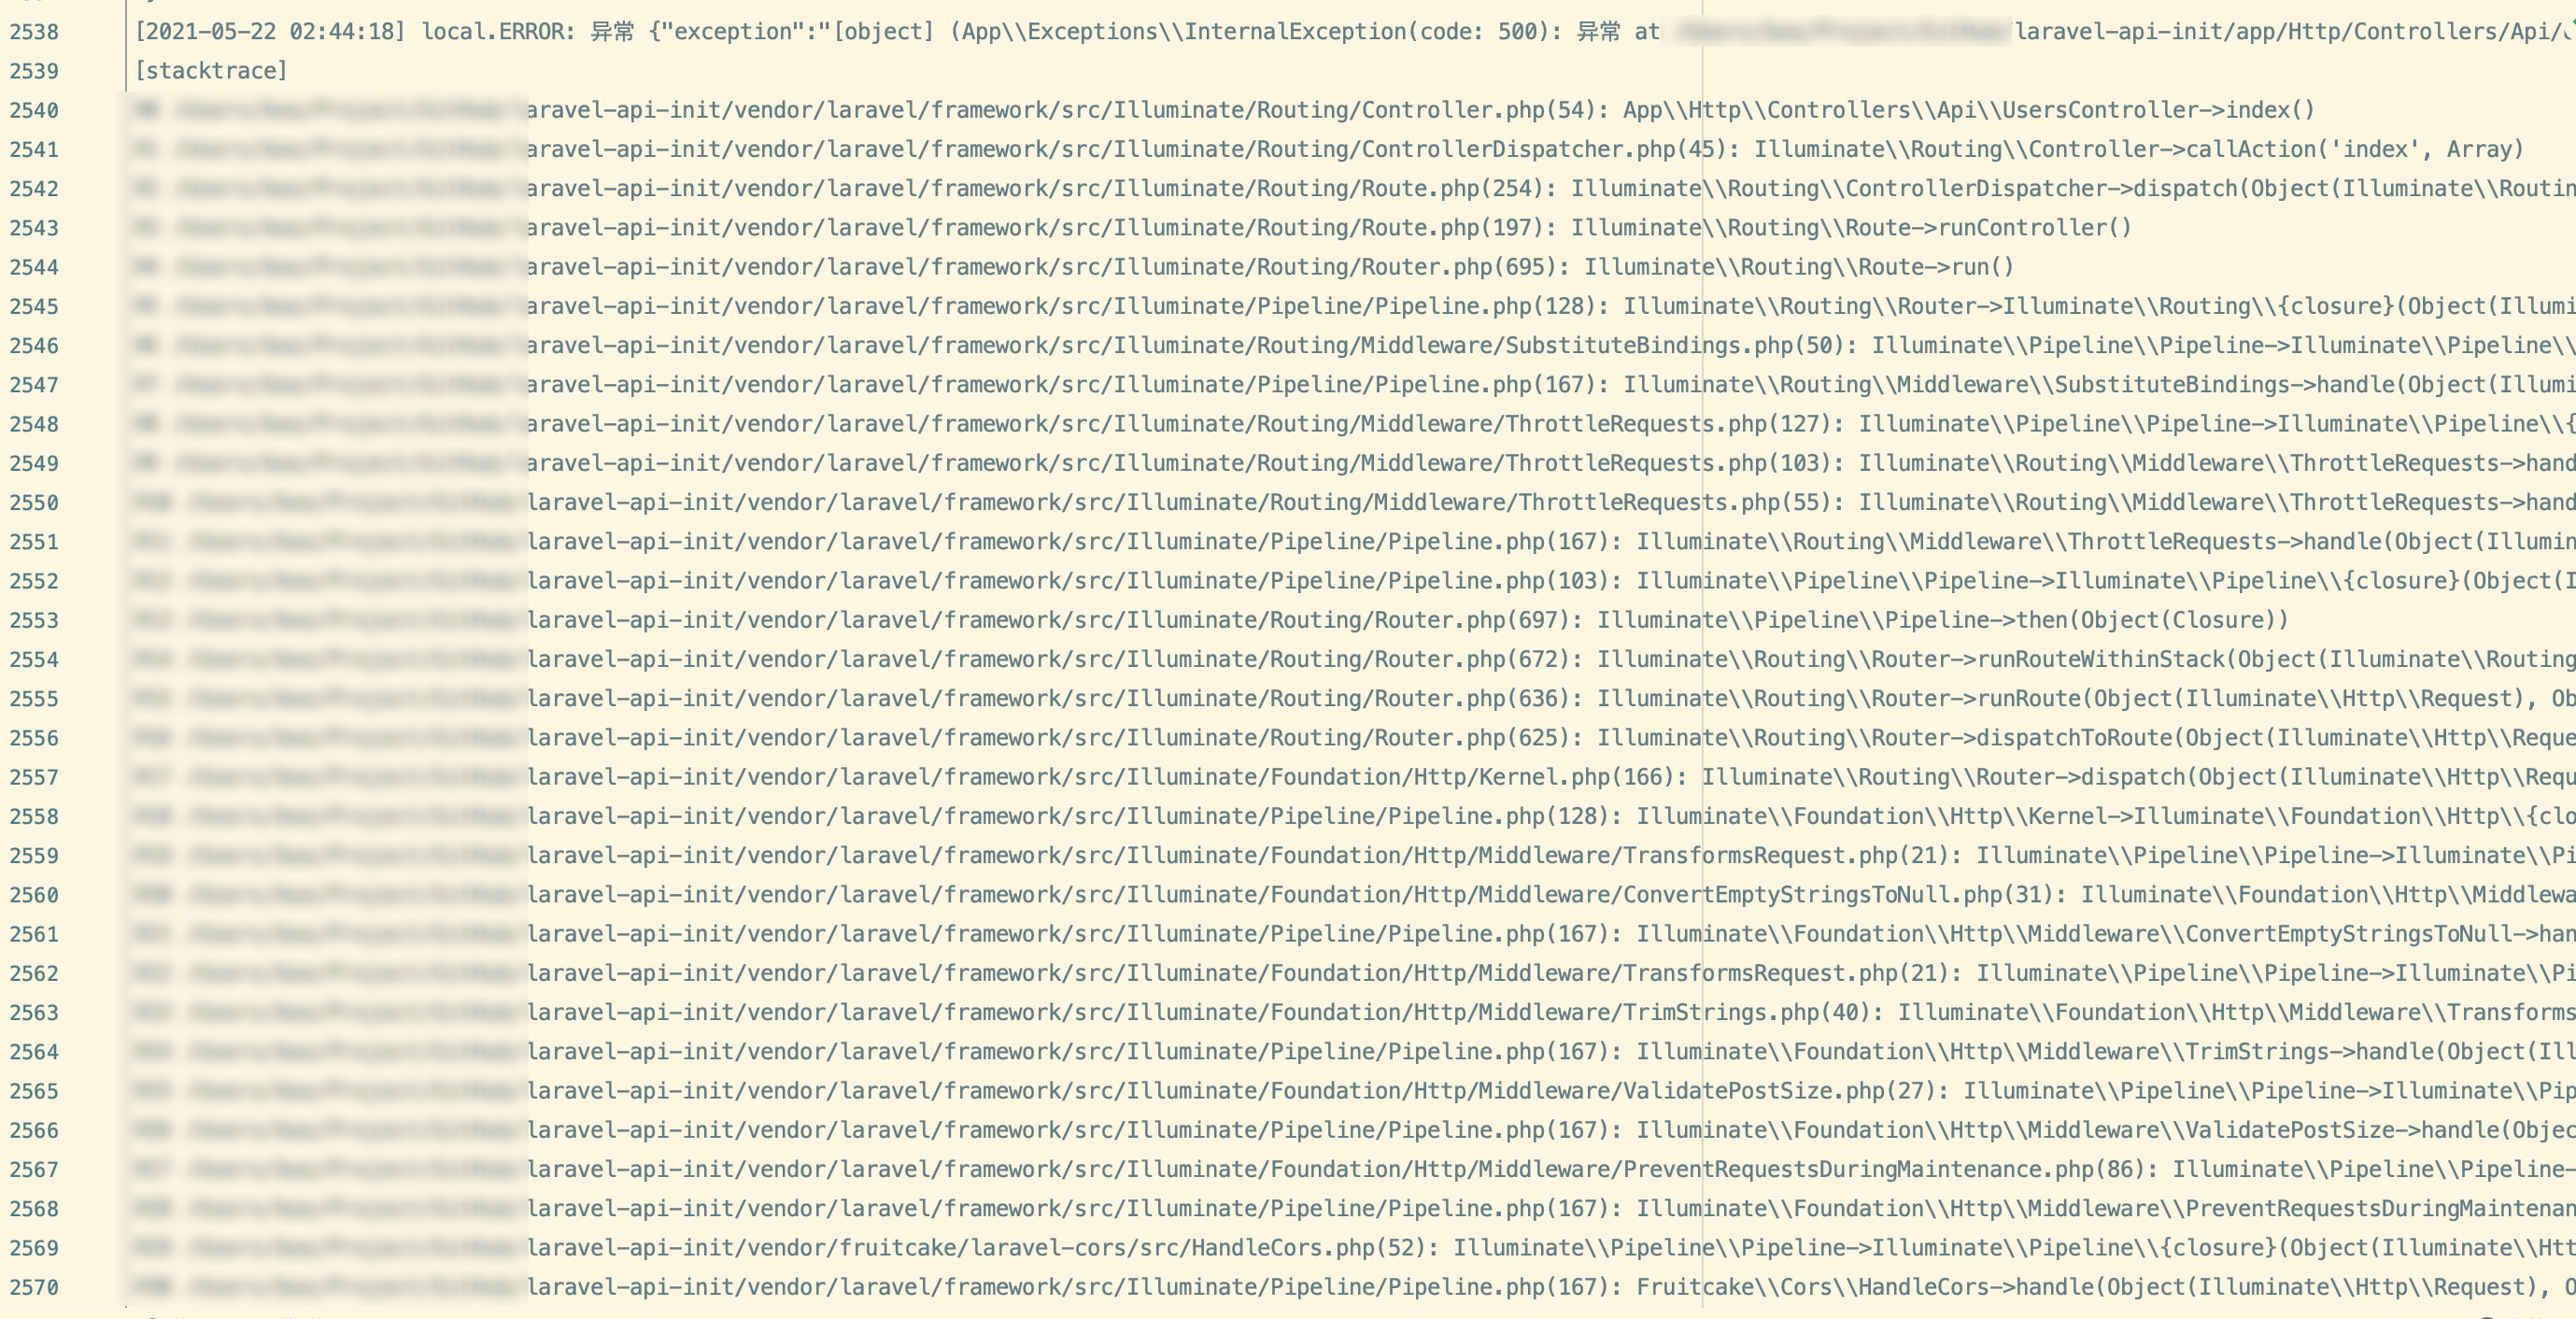 2538 [2021-05-22 02:44:18] local.ERROR: 异常 {"exception":"[object] (App\\Exceptions\\InternalException(code: 500): 异常 at laravel-api-init/app/Http/Controllers/Api/
2539 [stacktrace]
2540 aravel-api-init/vendor/laravel/framework/src/Illuminate/Routing/Controller.php(54): App\\Http\\Controllers\\Api\\UsersController->index()
2541 aravel-api-init/vendor/laravel/framework/src/Illuminate/Routing/ControllerDispatcher.php(45): Illuminate\\Routing\\Controller->callAction('index', Array)
2542 aravel-api-init/vendor/laravel/framework/src/Illuminate/Routing/Route.php(254): Illuminate\\Routing\\ControllerDispatcher->dispatch(Object(Illuminate\\Routin
2543 aravel-api-init/vendor/laravel/framework/src/Illuminate/Routing/Route.php(197): Illuminate\\Routing\\Route->runController()
2544 aravel-api-init/vendor/laravel/framework/src/Illuminate/Routing/Router.php(695): Illuminate\\Routing\\Route->run()
2545 aravel-api-init/vendor/laravel/framework/src/Illuminate/Pipeline/Pipeline.php(128): Illuminate\\Routing\\Router->Illuminate\\Routing\\{closure}(Object(Illumi
2546 aravel-api-init/vendor/laravel/framework/src/Illuminate/Routing/Middleware/SubstituteBindings.php(50): Illuminate\\Pipeline\\Pipeline->Illuminate\\Pipeline\\
2547 aravel-api-init/vendor/laravel/framework/src/Illuminate/Pipeline/Pipeline.php(167): Illuminate\\Routing\\Middleware\\SubstituteBindings->handle(Object(Illumi
2548 aravel-api-init/vendor/laravel/framework/src/Illuminate/Routing/Middleware/ThrottleRequests.php(127): Illuminate\\Pipeline\\Pipeline->Illuminate\\Pipeline\\{
2549 aravel-api-init/vendor/laravel/framework/src/Illuminate/Routing/Middleware/ThrottleRequests.php(103): Illuminate\\Routing\\Middleware\\ThrottleRequests->hand
2550 laravel-api-init/vendor/laravel/framework/src/Illuminate/Routing/Middleware/ThrottleRequests.php(55): Illuminate\\Routing\\Middleware\\ThrottleRequests->hand
2551 laravel-api-init/vendor/laravel/framework/src/Illuminate/Pipeline/Pipeline.php(167): Illuminate\\Routing\\Middleware\\ThrottleRequests->handle(Object(Illumin
2552 laravel-api-init/vendor/laravel/framework/src/Illuminate/Pipeline/Pipeline.php(103): Illuminate\\Pipeline\\Pipeline->Illuminate\\Pipeline\\{closure}(Object(I
2553 laravel-api-init/vendor/laravel/framework/src/Illuminate/Routing/Router.php(697): Illuminate\\Pipeline\\Pipeline->then(Object(Closure))
2554 laravel-api-init/vendor/laravel/framework/src/Illuminate/Routing/Router.php(672): Illuminate\\Routing\\Router->runRouteWithinStack(Object(Illuminate\\Routing
2555 laravel-api-init/vendor/laravel/framework/src/Illuminate/Routing/Router.php(636): Illuminate\\Routing\\Router->runRoute(Object(Illuminate\\Http\\Request), Ob
2556 laravel-api-init/vendor/laravel/framework/src/Illuminate/Routing/Router.php(625): Illuminate\\Routing\\Router->dispatchToRoute(Object(Illuminate\\Http\\Reque
2557 laravel-api-init/vendor/laravel/framework/src/Illuminate/Foundation/Http/Kernel.php(166): Illuminate\\Routing\\Router->dispatch(Object(Illuminate\\Http\\Requ
2558 laravel-api-init/vendor/laravel/framework/src/Illuminate/Pipeline/Pipeline.php(128): Illuminate\\Foundation\\Http\\Kernel->Illuminate\\Foundation\\Http\\{clo
2559 laravel-api-init/vendor/laravel/framework/src/Illuminate/Foundation/Http/Middleware/TransformsRequest.php(21): Illuminate\\Pipeline\\Pipeline->Illuminate\\Pi
2560 laravel-api-init/vendor/laravel/framework/src/Illuminate/Foundation/Http/Middleware/ConvertEmptyStringsToNull.php(31): Illuminate\\Foundation\\Http\\Middlewa
2561 laravel-api-init/vendor/laravel/framework/src/Illuminate/Pipeline/Pipeline.php(167): Illuminate\\Foundation\\Http\\Middleware\\ConvertEmptyStringsToNull->han
2562 laravel-api-init/vendor/laravel/framework/src/Illuminate/Foundation/Http/Middleware/TransformsRequest.php(21): Illuminate\\Pipeline\\Pipeline->Illuminate\\Pi
2563 laravel-api-init/vendor/laravel/framework/src/Illuminate/Foundation/Http/Middleware/TrimStrings.php(40): Illuminate\\Foundation\\Http\\Middleware\\Transforms
2564 laravel-api-init/vendor/laravel/framework/src/Illuminate/Pipeline/Pipeline.php(167): Illuminate\\Foundation\\Http\\Middleware\\TrimStrings->handle(Object(Ill
2565 laravel-api-init/vendor/laravel/framework/src/Illuminate/Foundation/Http/Middleware/ValidatePostSize.php(27): Illuminate\\Pipeline\\Pipeline->Illuminate\\Pip
2566 laravel-api-init/vendor/laravel/framework/src/Illuminate/Pipeline/Pipeline.php(167): Illuminate\\Foundation\\Http\\Middleware\\ValidatePostSize->handle(Objec
2567 laravel-api-init/vendor/laravel/framework/src/Illuminate/Foundation/Http/Middleware/PreventRequestsDuringMaintenance.php(86): Illuminate\\Pipeline\\Pipeline-
2568 laravel-api-init/vendor/laravel/framework/src/Illuminate/Pipeline/Pipeline.php(167): Illuminate\\Foundation\\Http\\Middleware\\PreventRequestsDuringMaintenan
2569 laravel-api-init/vendor/fruitcake/laravel-cors/src/HandleCors.php(52): Illuminate\\Pipeline\\Pipeline->Illuminate\\Pipeline\\{closure}(Object(Illuminate\\Htt
2570 laravel-api-init/vendor/laravel/framework/src/Illuminate/Pipeline/Pipeline.php(167): Fruitcake\\Cors\\HandleCors->handle(Object(Illuminate\\Http\\Request), O